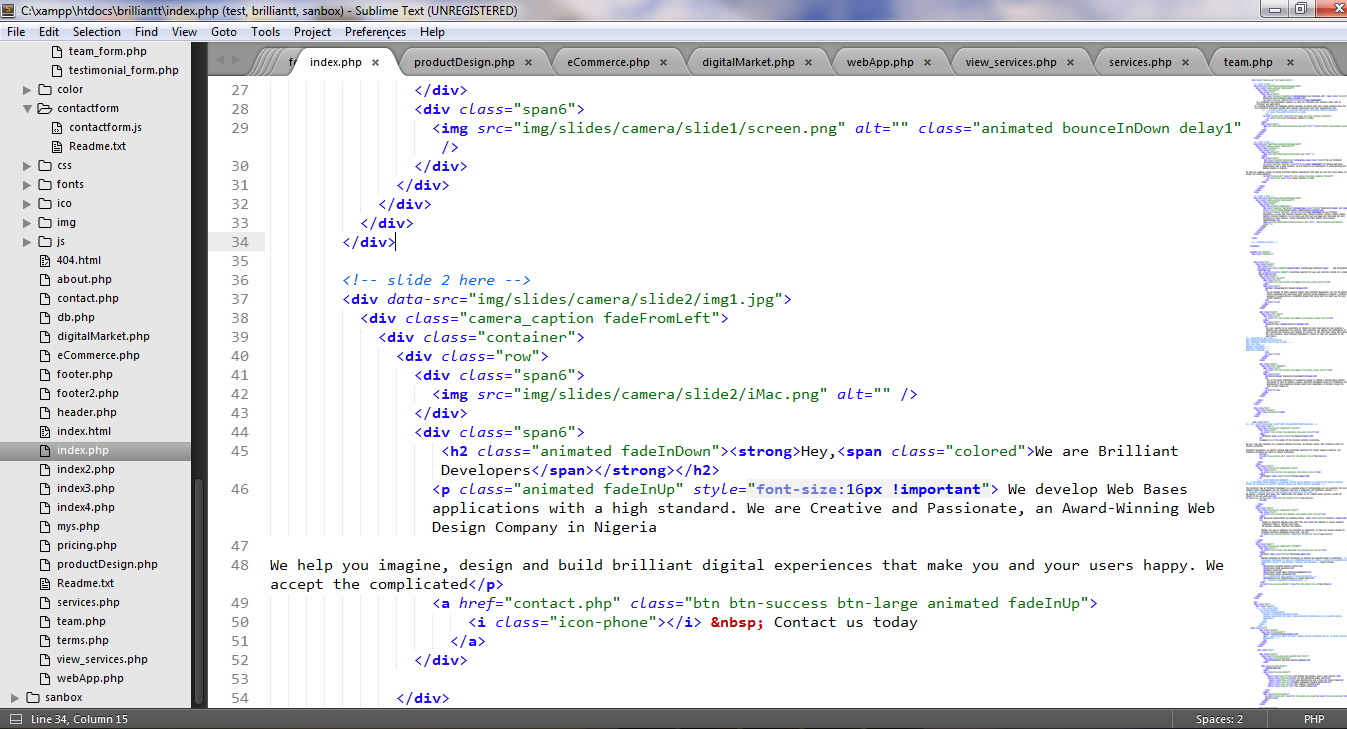 C:\xampp\htdocs\brilliantt\index.php (test, brilliantt, sanbox) - Sublime Text (UNREGISTERED)
File Edit Selection Find View Goto Tools Project Preferences Help
team_form.php
testimonial_form.php
color
contactform
contactform.js
Readme.txt
css
fonts
ico
img
js
404.html
about.php
contact.php
db.php
digitalMarket.php
eCommerce.php
footer.php
footer2.php
header.php
index.html
index.php
index2.php
index3.php
index4.php
mys.php
pricing.php
productDesign.php
Readme.txt
services.php
team.php
terms.php
view_services.php
webApp.php
sanbox
index.php × productDesign.php × eCommerce.php × digitalMarket.php × webApp.php × view_services.php × services.php × team.php ×
27 </div>
28 <div class="span6">
29 <img src="img/slides/camera/slide1/screen.png" alt="" class="animated bounceInDown delay1"
/>
30 </div>
31 </div>
32 </div>
33 </div>
34 </div>
35
36 <!-- slide 2 here -->
37 <div data-src="img/slides/camera/slide2/img1.jpg">
38 <div class="camera_caption fadeFromLeft">
39 <div class="container">
40 <div class="row">
41 <div class="span6">
42 <img src="img/slides/camera/slide2/iMac.png" alt="" />
43 </div>
44 <div class="span6">
45 <h2 class="animated fadeInDown"><strong>Hey,<span class="colored">We are Brilliant
Developers</span></strong></h2>
46 <p class="animated fadeInUp" style="font-size:16px !important"> We develop Web Bases
applications with a high standard. We are Creative and Passionate, an Award-Winning Web
Design Company in Nigeria
47
48 We help you imagine, design and build brilliant digital experiences that make you and your users happy. We
accept the complicated</p>
49 <a href="contact.php" class="btn btn-success btn-large animated fadeInUp">
50 <i class="icon-phone"></i> &nbsp; Contact us today
51 </a>
52 </div>
53
54 </div>
Line 34, Column 15
Spaces: 2
PHP